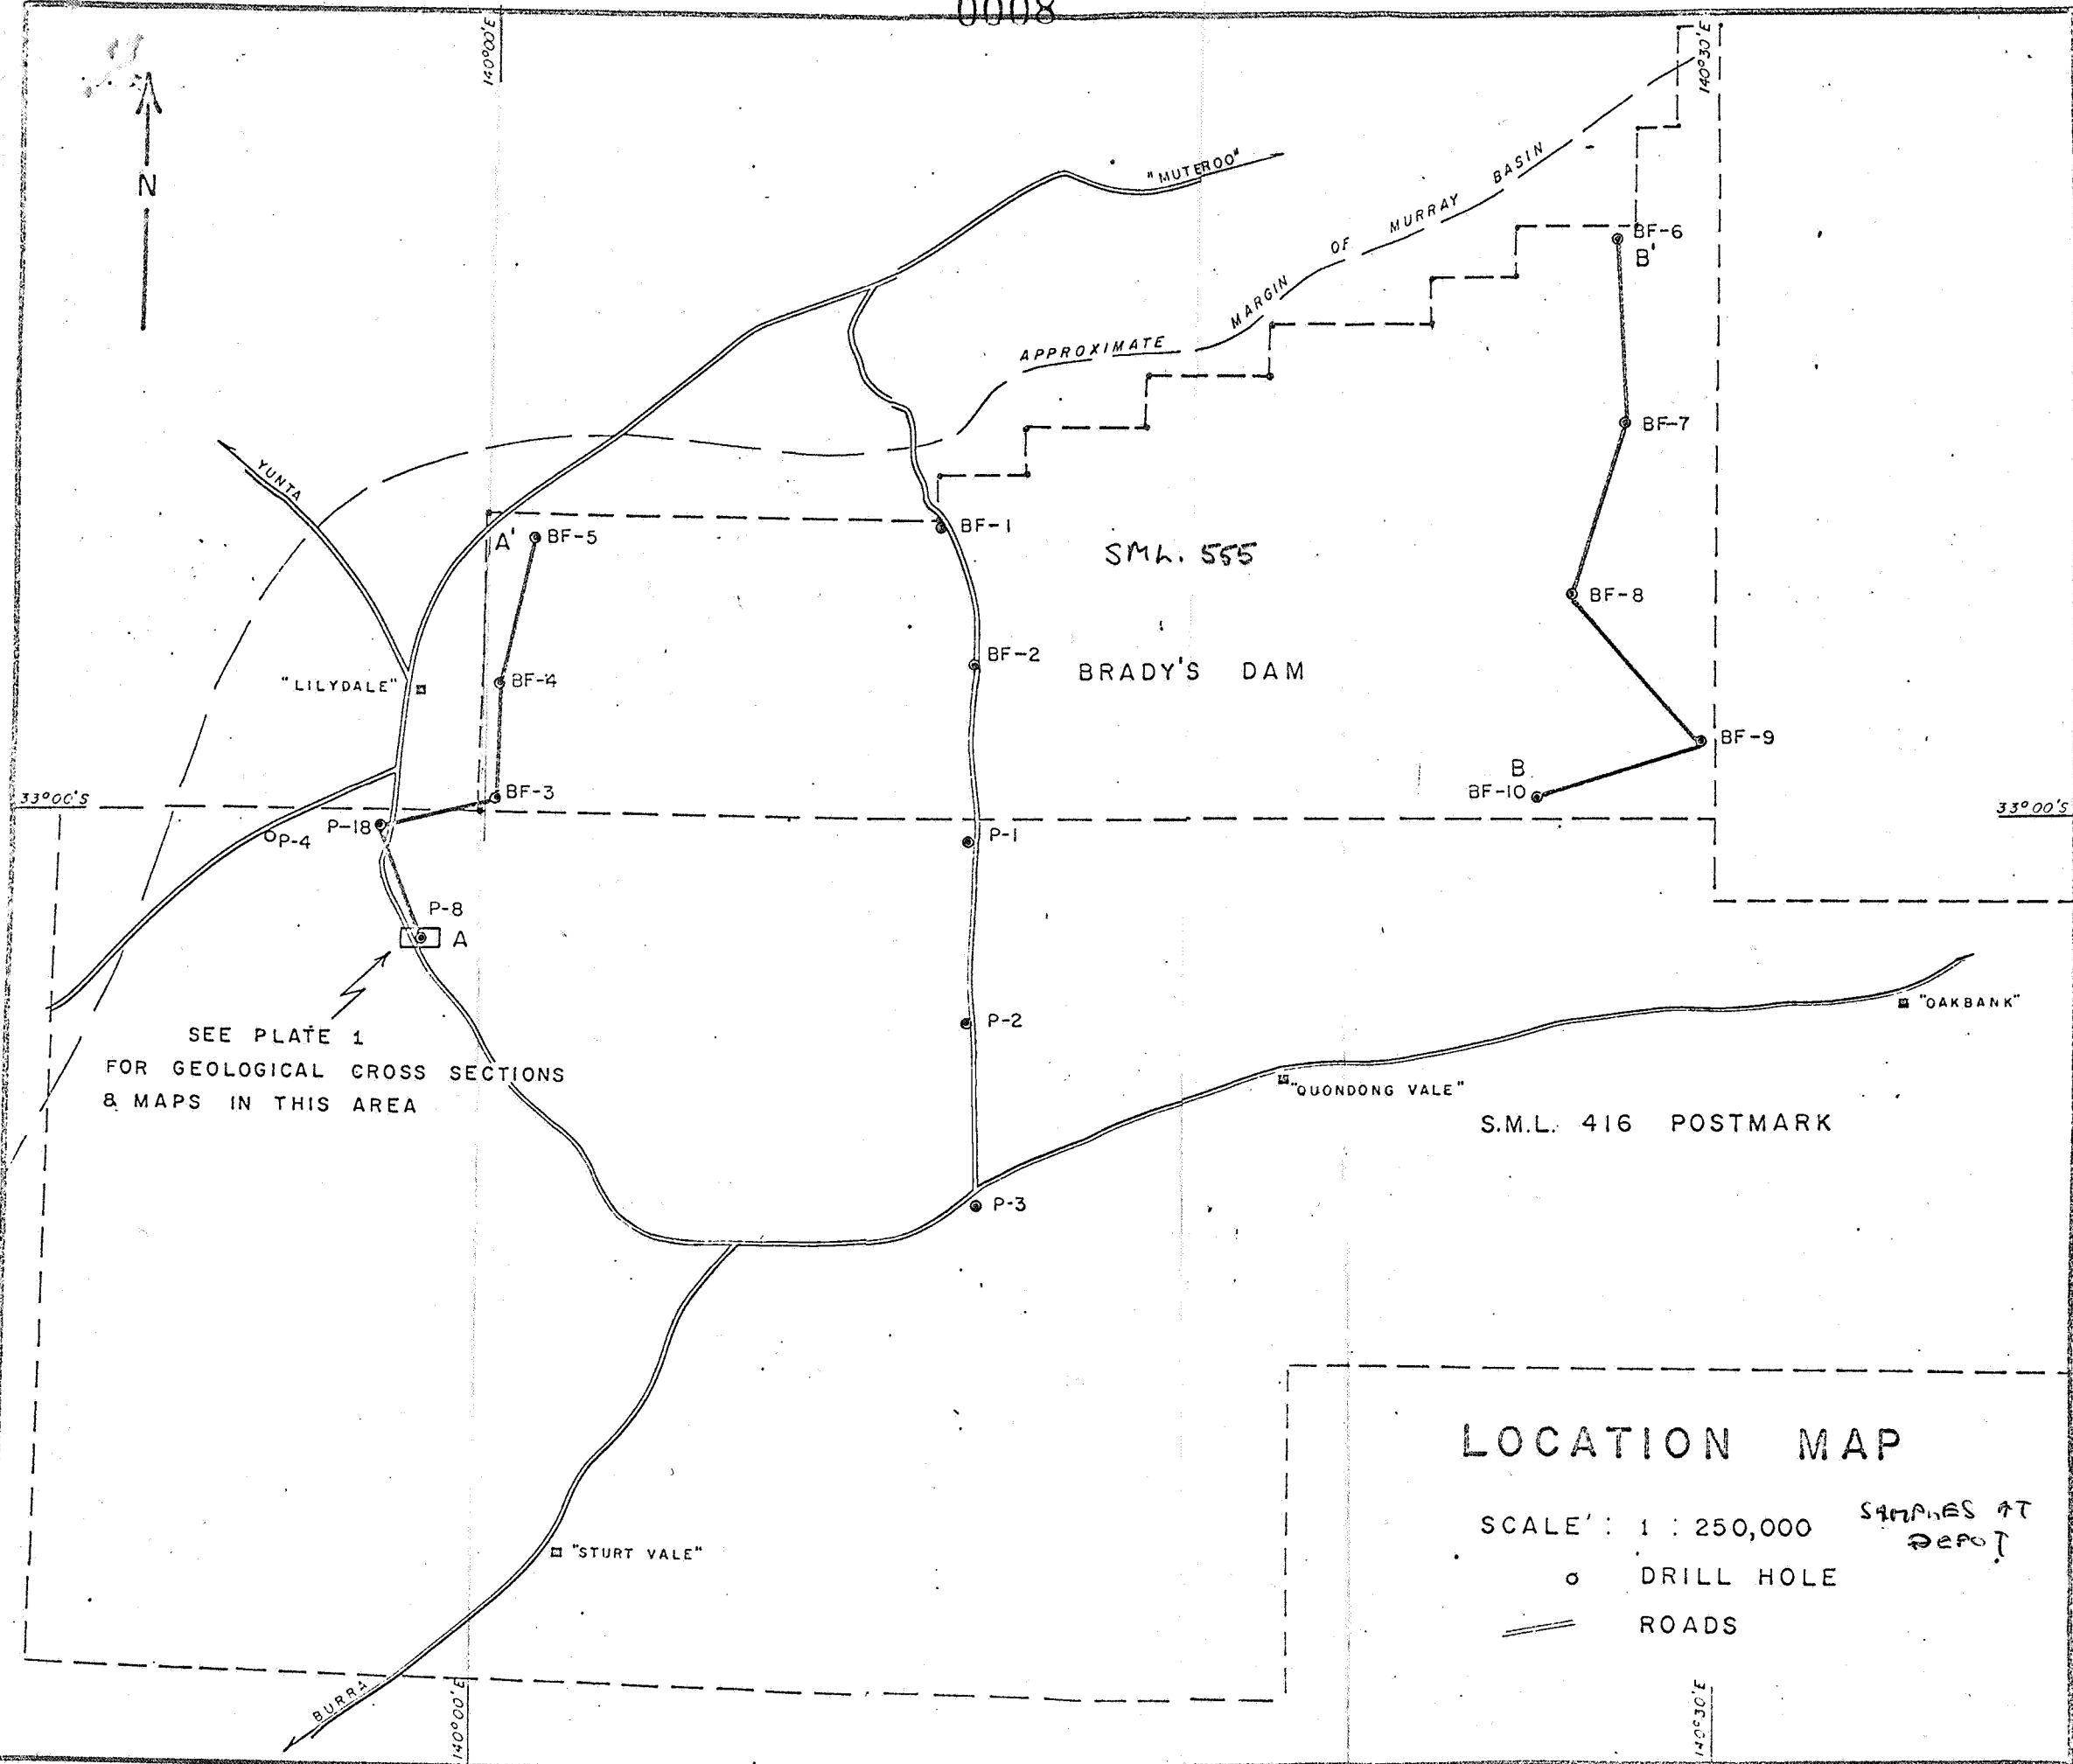 0008
140°00'E
140°30'E
N
"MUTEROO"
APPROXIMATE MARGIN OF MURRAY BASIN
BF-6
B'
BF-7
YUNTA
A'
BF-5
BF-1
SML. 555
BF-8
"LILYDALE"
BF-4
BF-2
BRADY'S DAM
BF-9
B
BF-10
33°00'S
BF-3
33°00'S
P-18
P-4
P-1
P-8
A
"OAKBANK"
P-2
SEE PLATE 1
FOR GEOLOGICAL CROSS SECTIONS
& MAPS IN THIS AREA
"QUONDONG VALE"
S.M.L. 416 POSTMARK
P-3
LOCATION MAP
SCALE : 1 : 250,000
SAMPLES AT
DEPOT
DRILL HOLE
ROADS
"STURT VALE"
BURRA
140°00'E
140°30'E